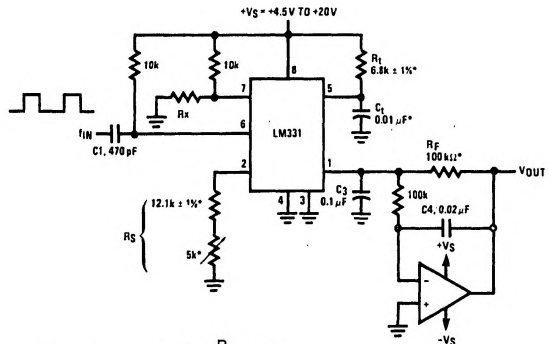 +VS = +4.5V TO +20V
10k
10k
Rt
6.8k ± 1%*
8
7
5
Rx
Ct
0.01 µF*
LM331
fIN
6
C1, 470 pF
RF
100 kΩ*
2
1
VOUT
RS
12.1k ± 1%*
C3
0.1 µF
100k
4
3
C4, 0.02 µF
5k*
+VS
-
+
-VS